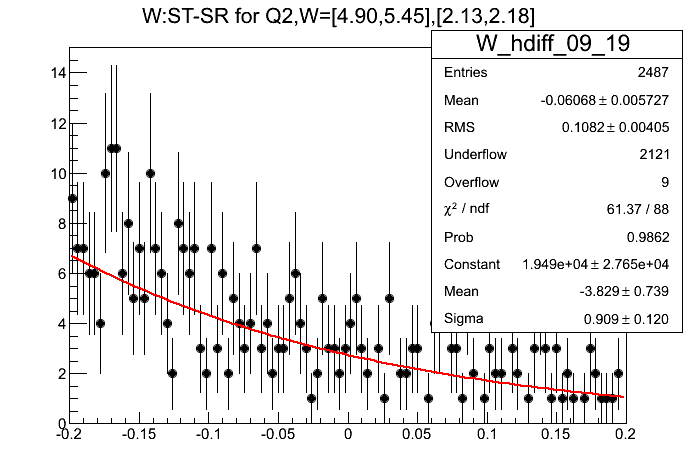 W:ST-SR for Q2,W=[4.90,5.45],[2.13,2.18]
W_hdiff_09_19
Entries 2487
Mean -0.06068 ± 0.005727
RMS 0.1082 ± 0.00405
Underflow 2121
Overflow 9
χ² / ndf 61.37 / 88
Prob 0.9862
Constant 1.949e+04 ± 2.765e+04
Mean -3.829 ± 0.739
Sigma 0.909 ± 0.120
14
12
10
8
6
4
2
0
-0.2 -0.15 -0.1 -0.05 0 0.05 0.1 0.15 0.2